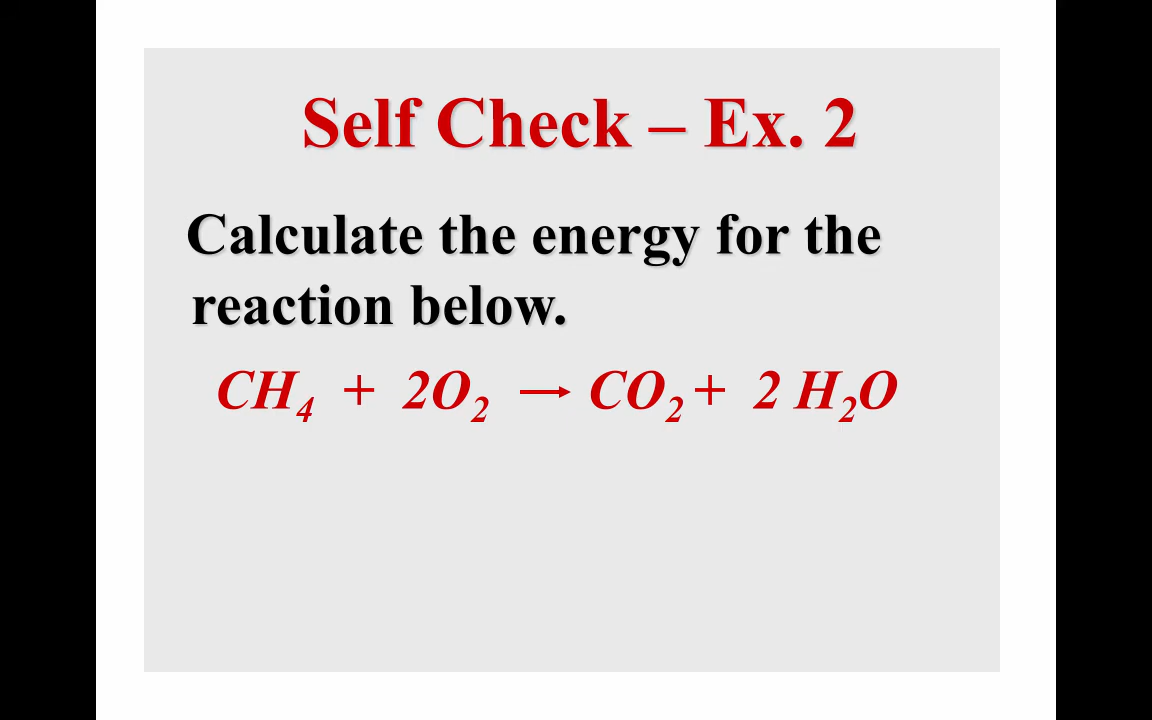 Self Check – Ex. 2
Calculate the energy for the
reaction below.
CH₄ + 2O₂ → CO₂ + 2 H₂O